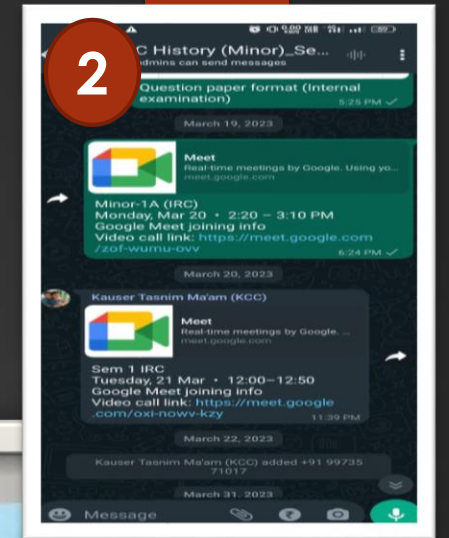 2
C History (Minor)_Se...
admins can send messages
Question paper format (Internal
examination)
5:25 PM
March 19, 2023
Meet
Real-time meetings by Google. Using yo...
meet.google.com
Minor-1A (IRC)
Monday, Mar 20 • 2:20 – 3:10 PM
Google Meet joining info
Video call link: https://meet.google.com
/zof-wumu-ovv
6:24 PM
March 20, 2023
Kauser Tasnim Ma'am (KCC)
Meet
Real-time meetings by Google. ...
meet.google.com
Sem 1 IRC
Tuesday, 21 Mar • 12:00–12:50
Google Meet joining info
Video call link: https://meet.google
.com/oxi-nowv-kzy
11:39 PM
March 22, 2023
Kauser Tasnim Ma'am (KCC) added +91 99735
71017
March 31, 2023
Message